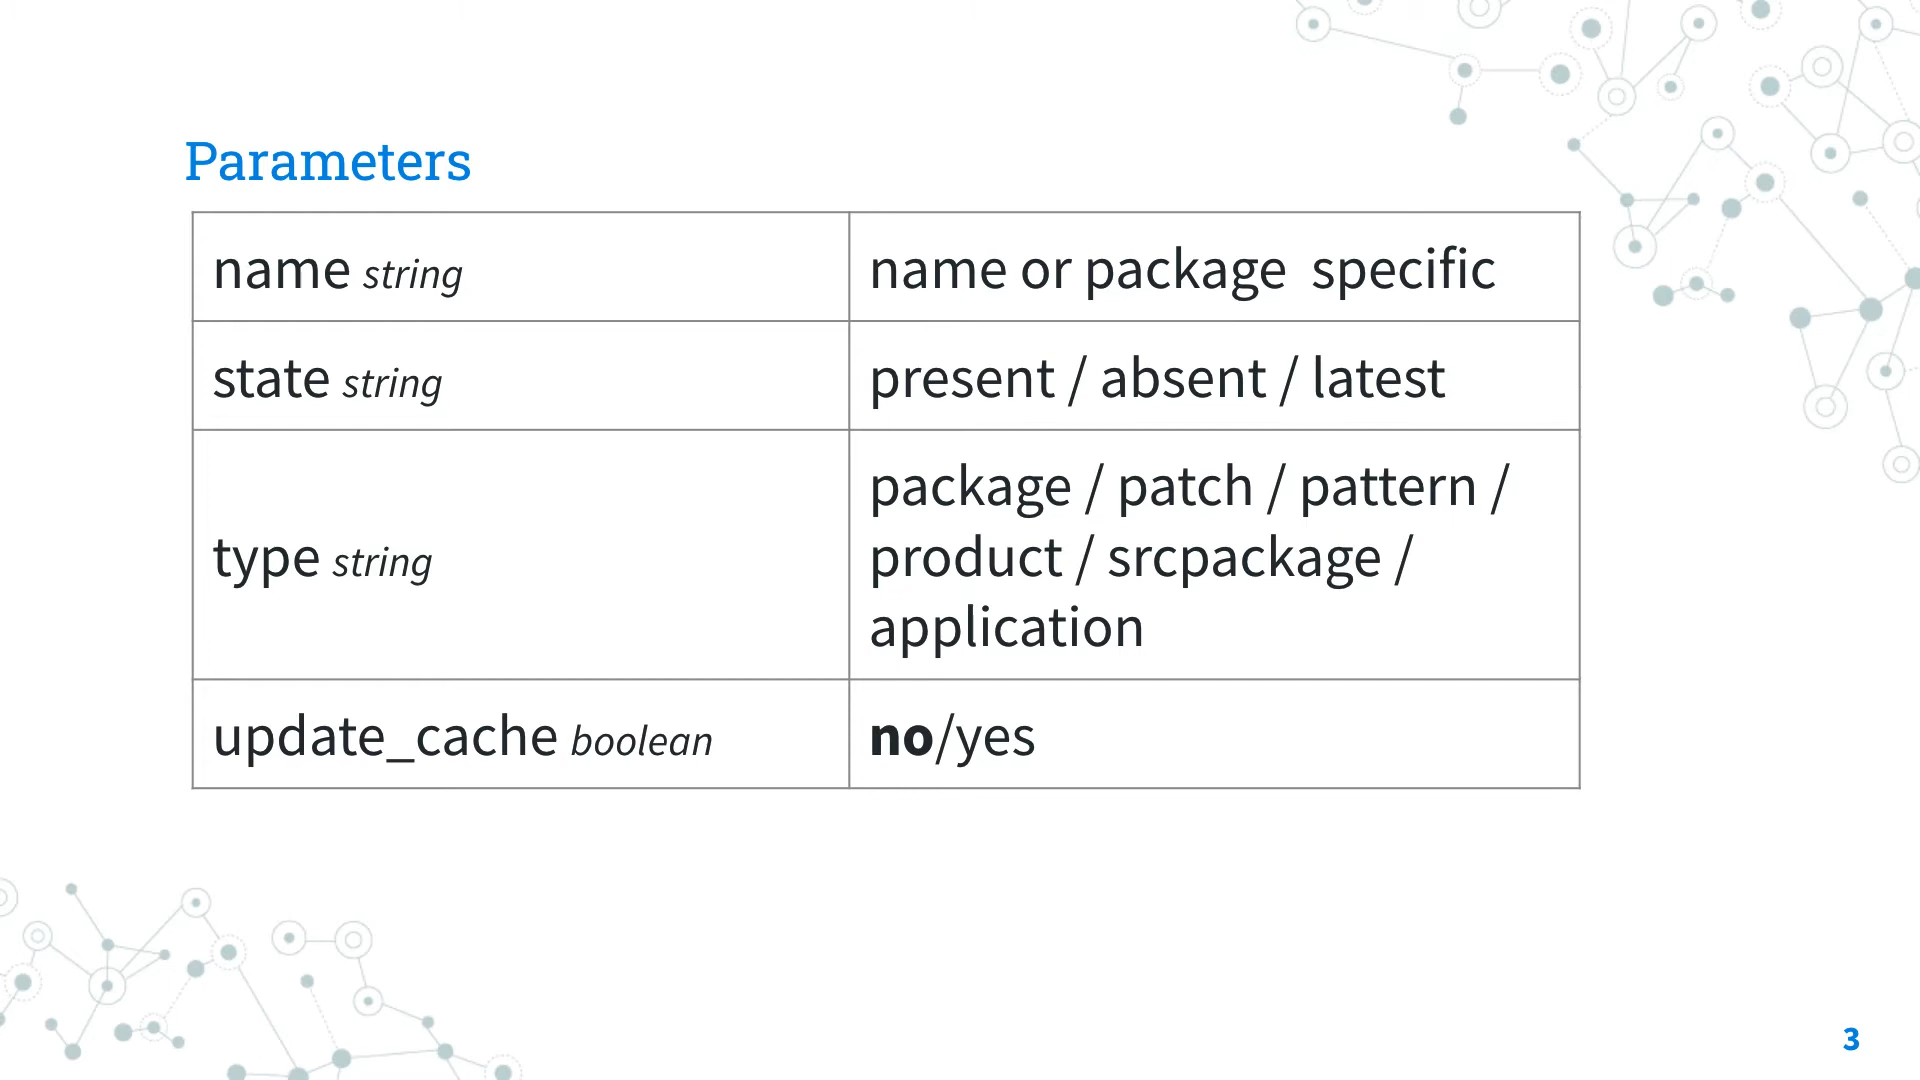 Parameters
name string
name or package  specific
state string
present / absent / latest
type string
package / patch / pattern /
product / srcpackage /
application
update_cache boolean
no/yes
3